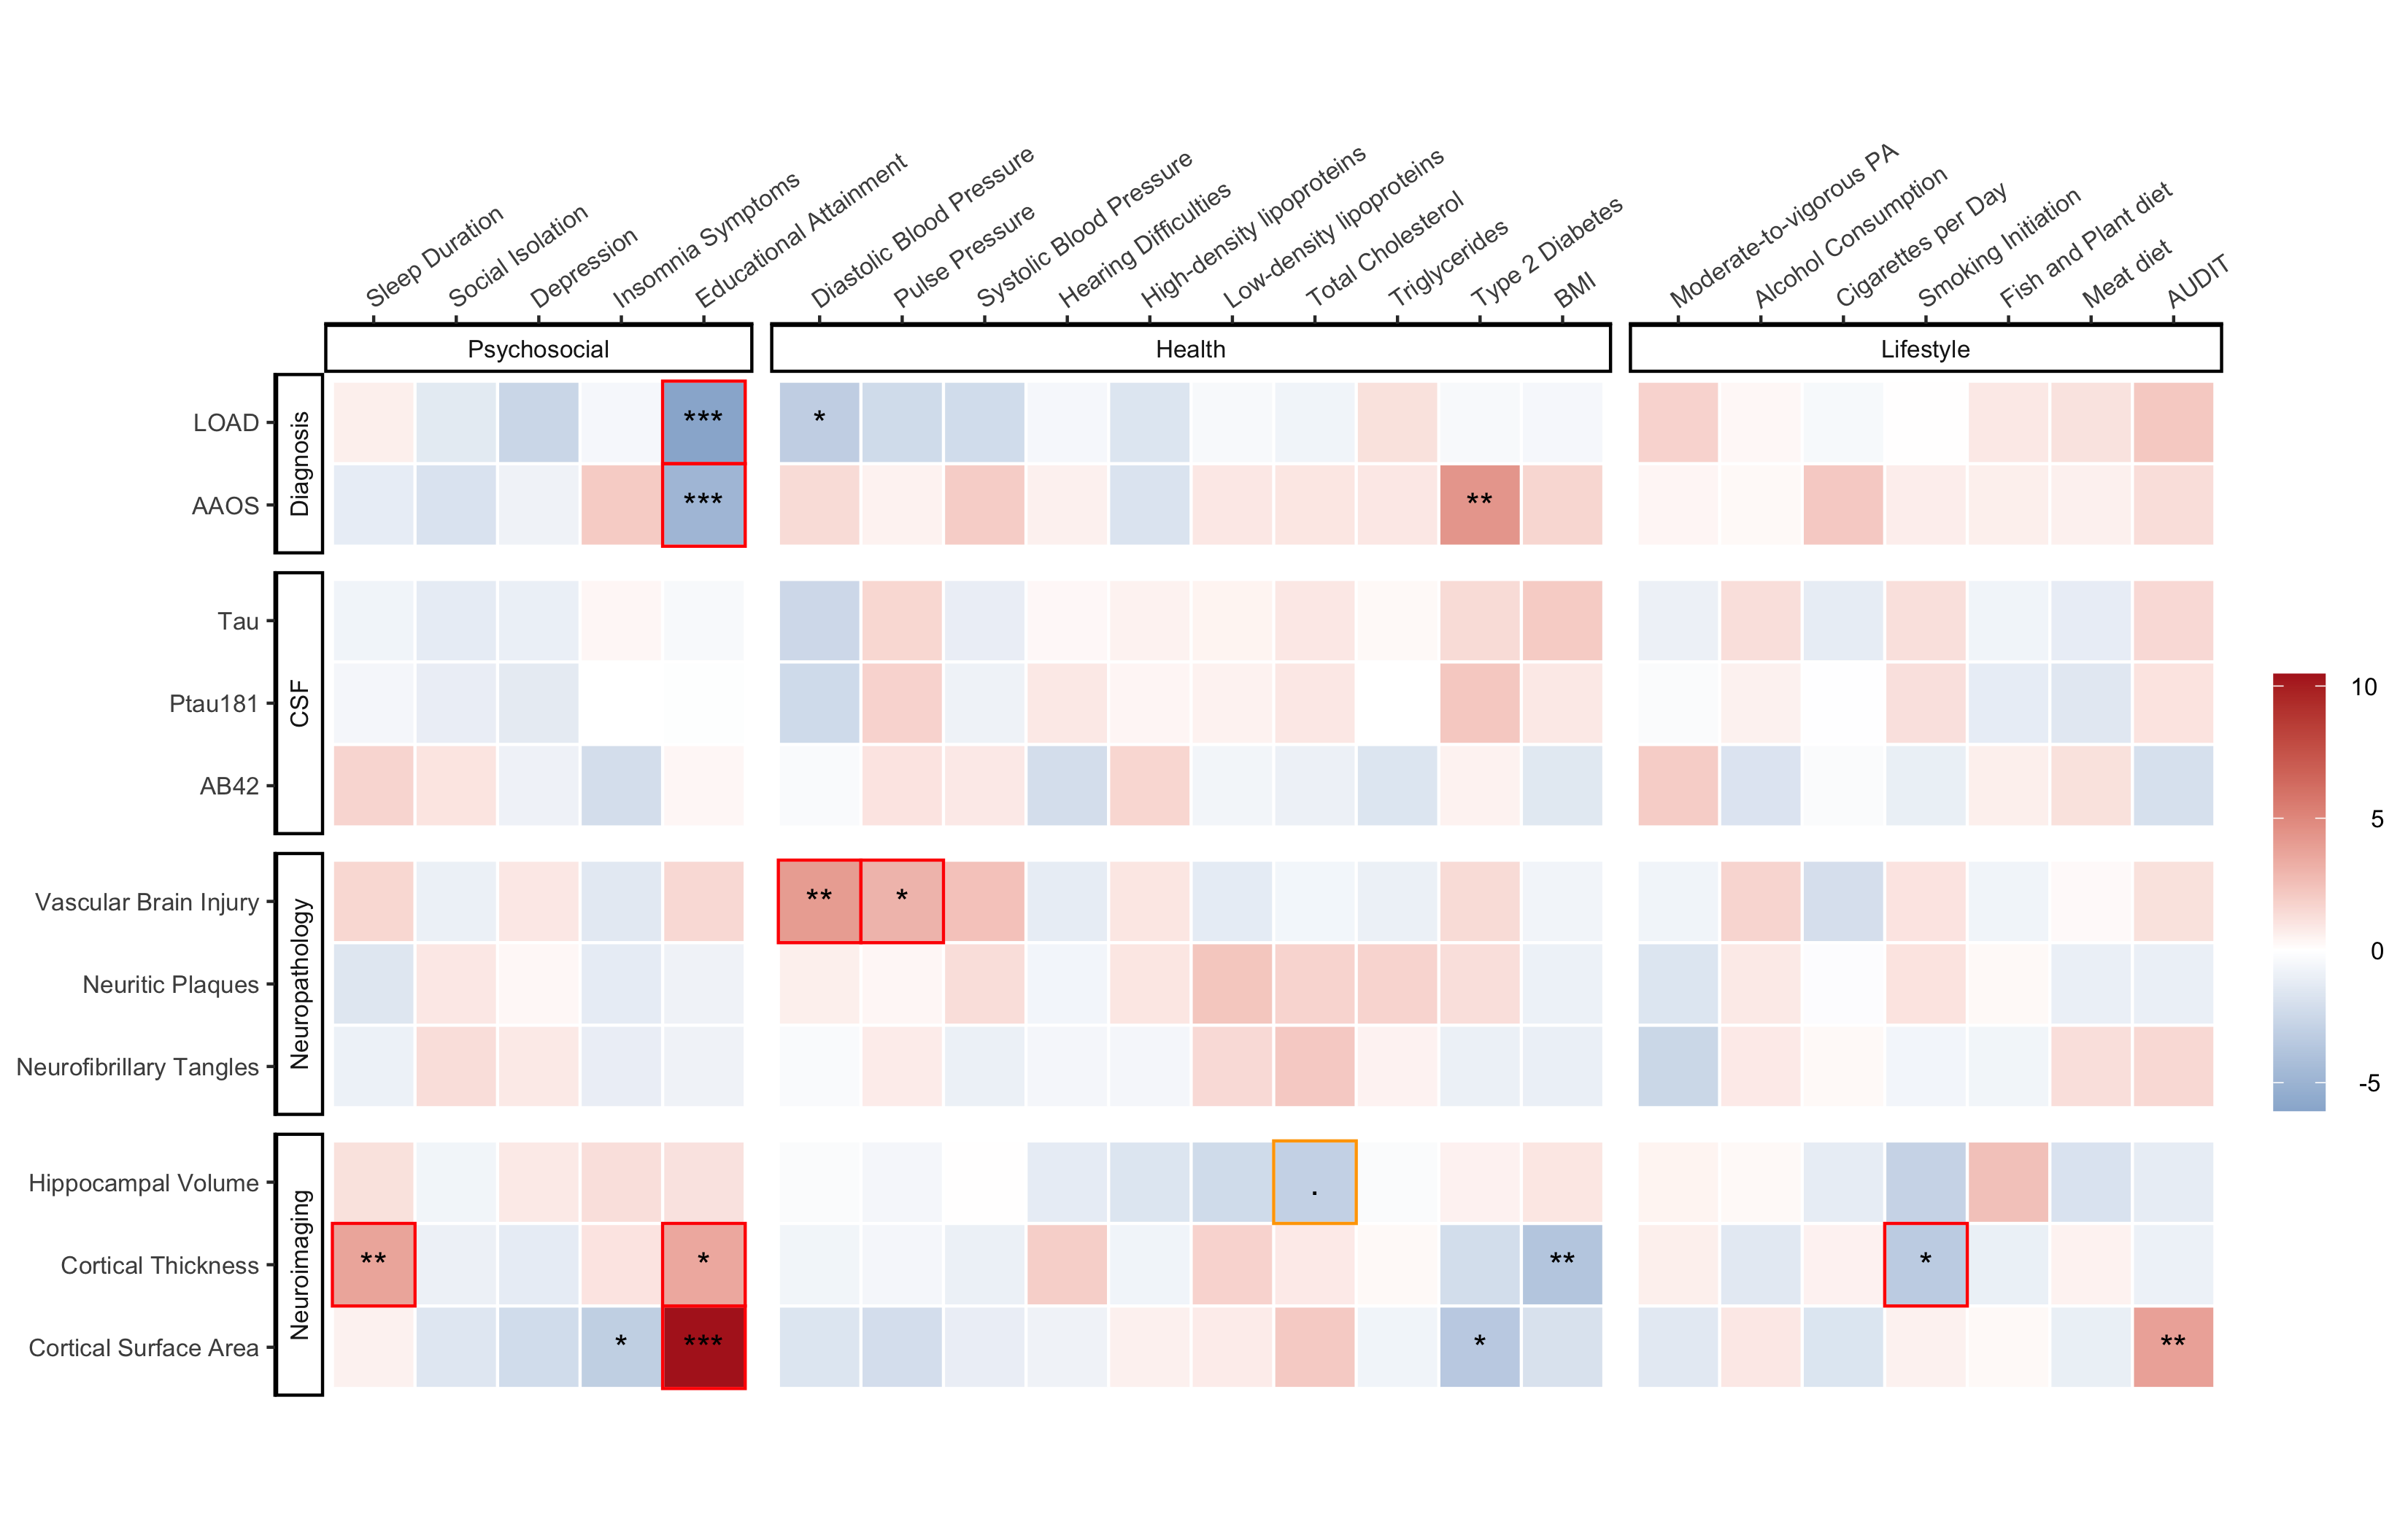 Sleep Duration
Social Isolation
Depression
Insomnia Symptoms
Educational Attainment
Diastolic Blood Pressure
Pulse Pressure
Systolic Blood Pressure
Hearing Difficulties
High-density lipoproteins
Low-density lipoproteins
Total Cholesterol
Triglycerides
Type 2 Diabetes
BMI
Moderate-to-vigorous PA
Alcohol Consumption
Cigarettes per Day
Smoking Initiation
Fish and Plant diet
Meat diet
AUDIT
Psychosocial
Health
Lifestyle
Diagnosis
LOAD
*** *
AAOS
*** **
CSF
Tau
Ptau181
AB42
Neuropathology
Vascular Brain Injury
** *
Neuritic Plaques
Neurofibrillary Tangles
Neuroimaging
Hippocampal Volume
.
Cortical Thickness
** * ** *
Cortical Surface Area
* *** * **
10
5
0
-5